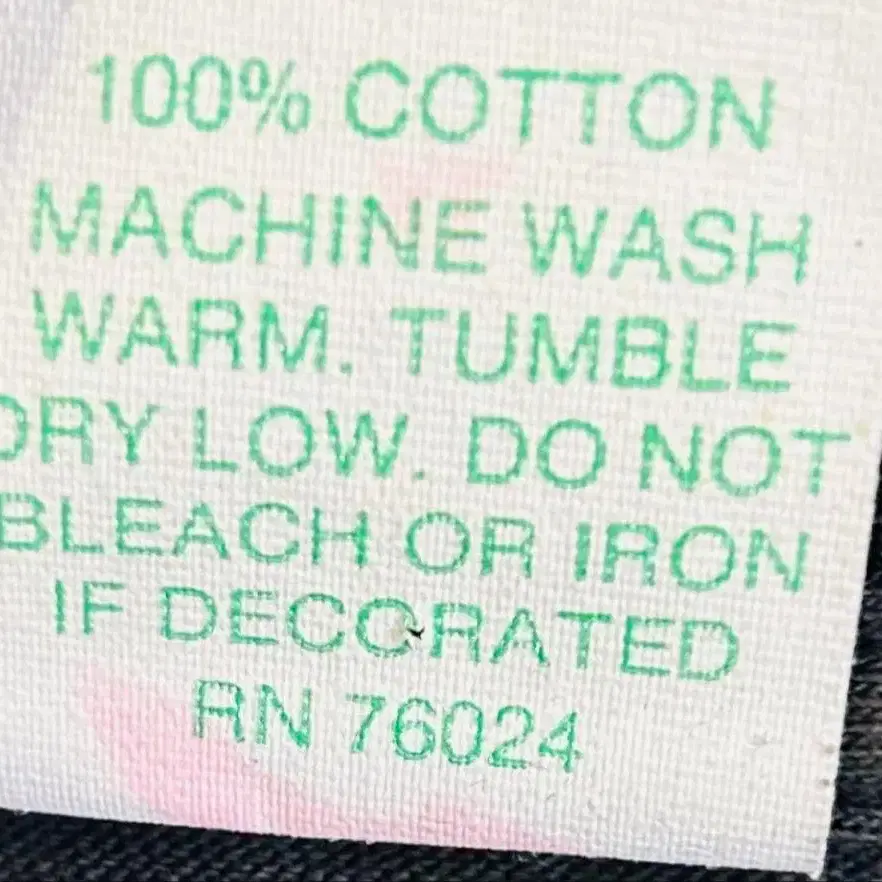 100% COTTON
MACHINE WASH
WARM. TUMBLE
DRY LOW. DO NOT
BLEACH OR IRON
IF DECORATED
RN 76024